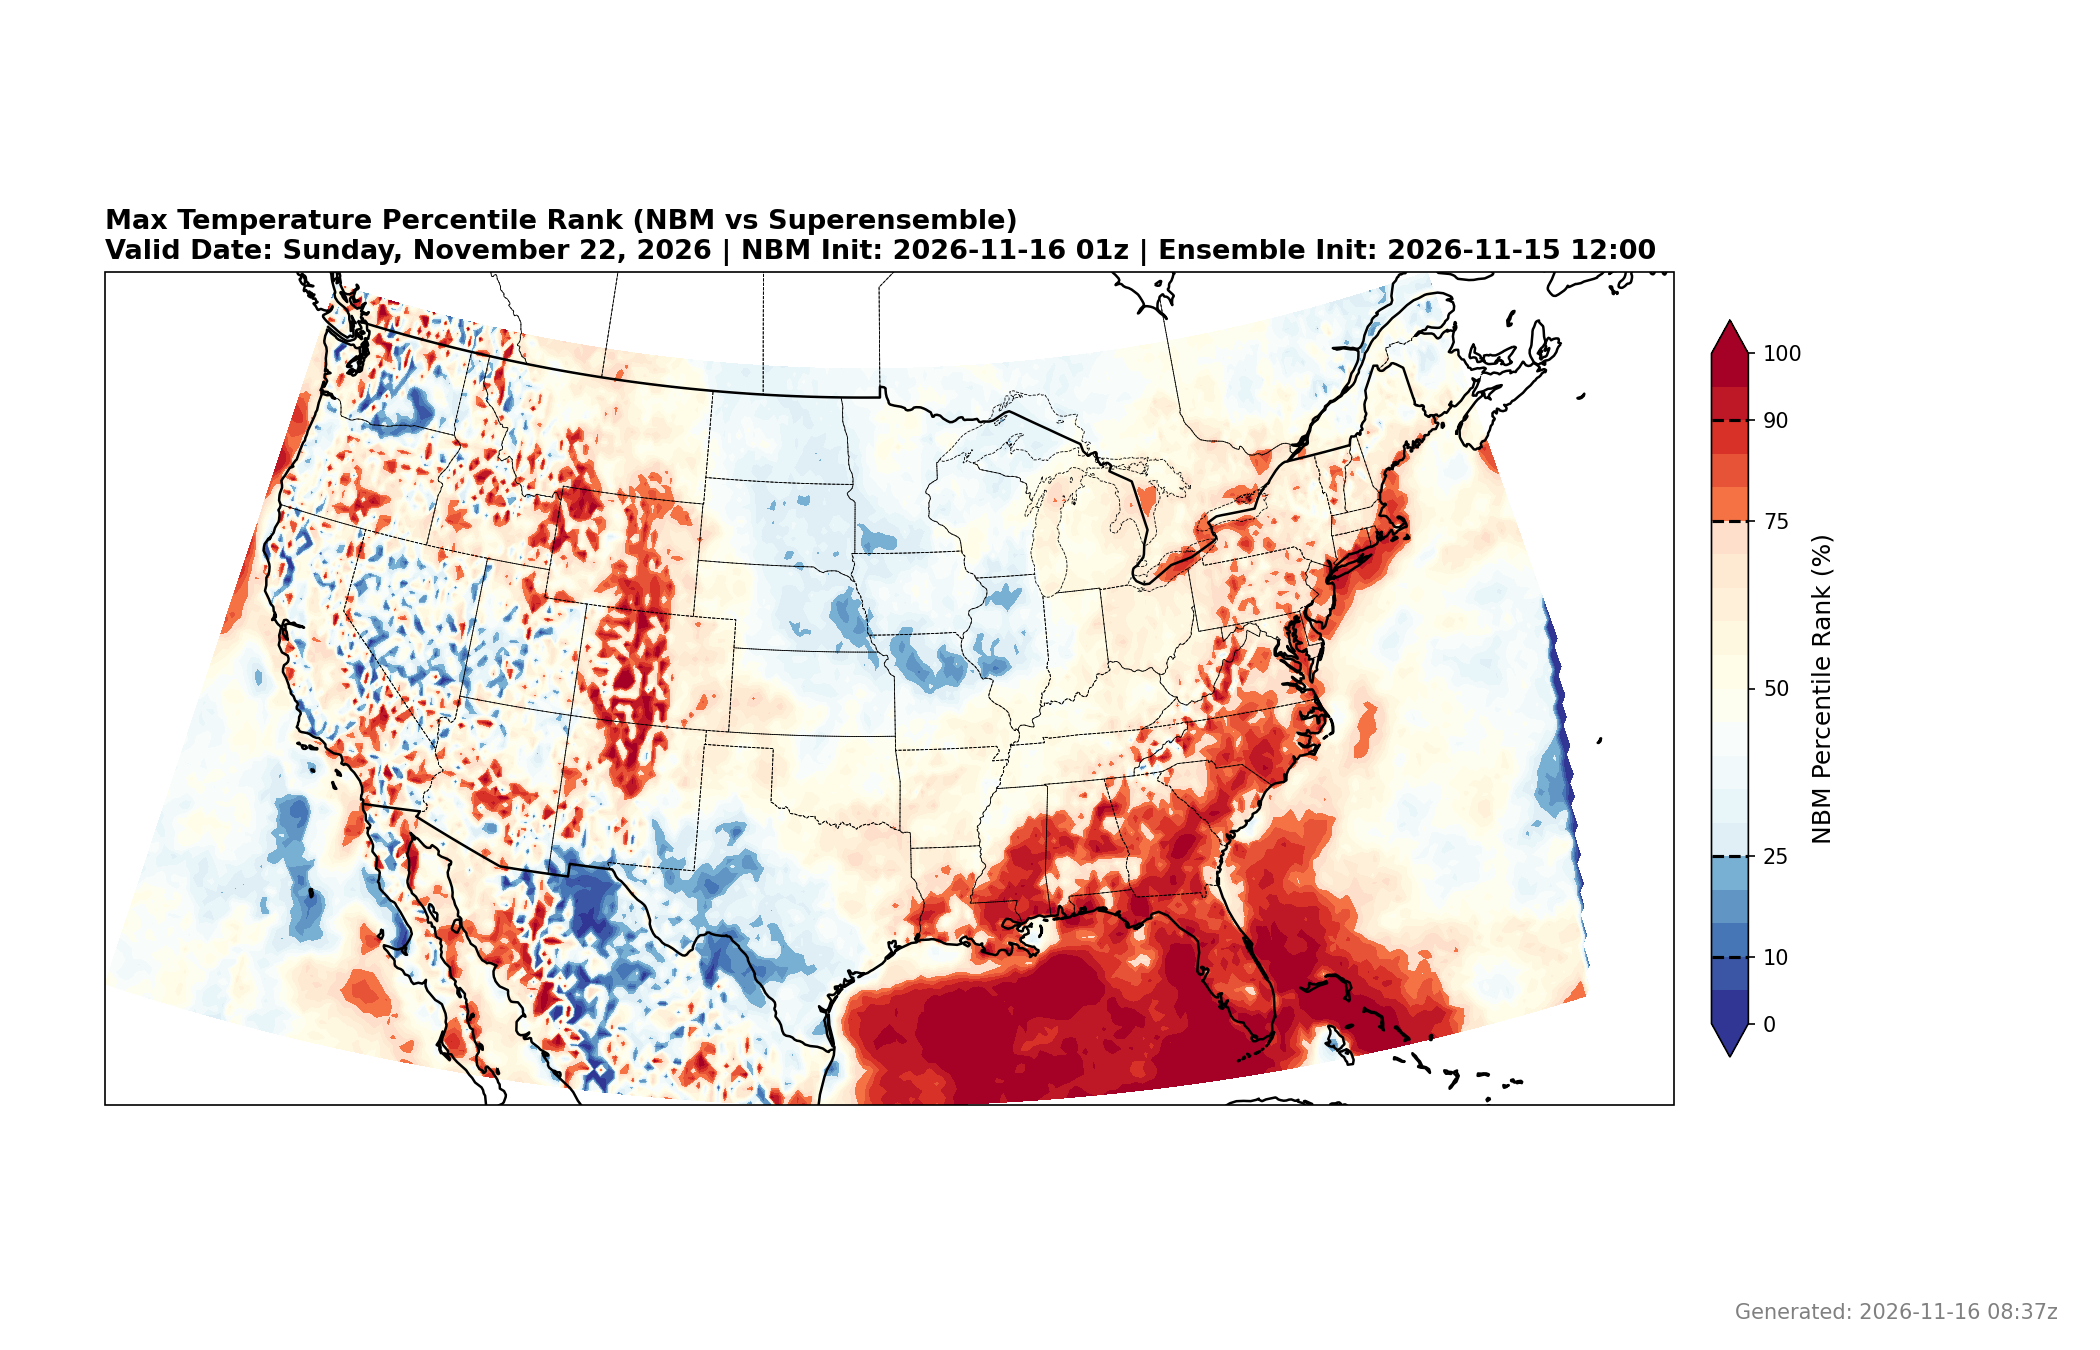 Max Temperature Percentile Rank (NBM vs Superensemble)
Valid Date: Sunday, November 22, 2026 | NBM Init: 2026-11-16 01z | Ensemble Init: 2026-11-15 12:00
100
90
75
50
25
10
0
NBM Percentile Rank (%)
Generated: 2026-11-16 08:37z